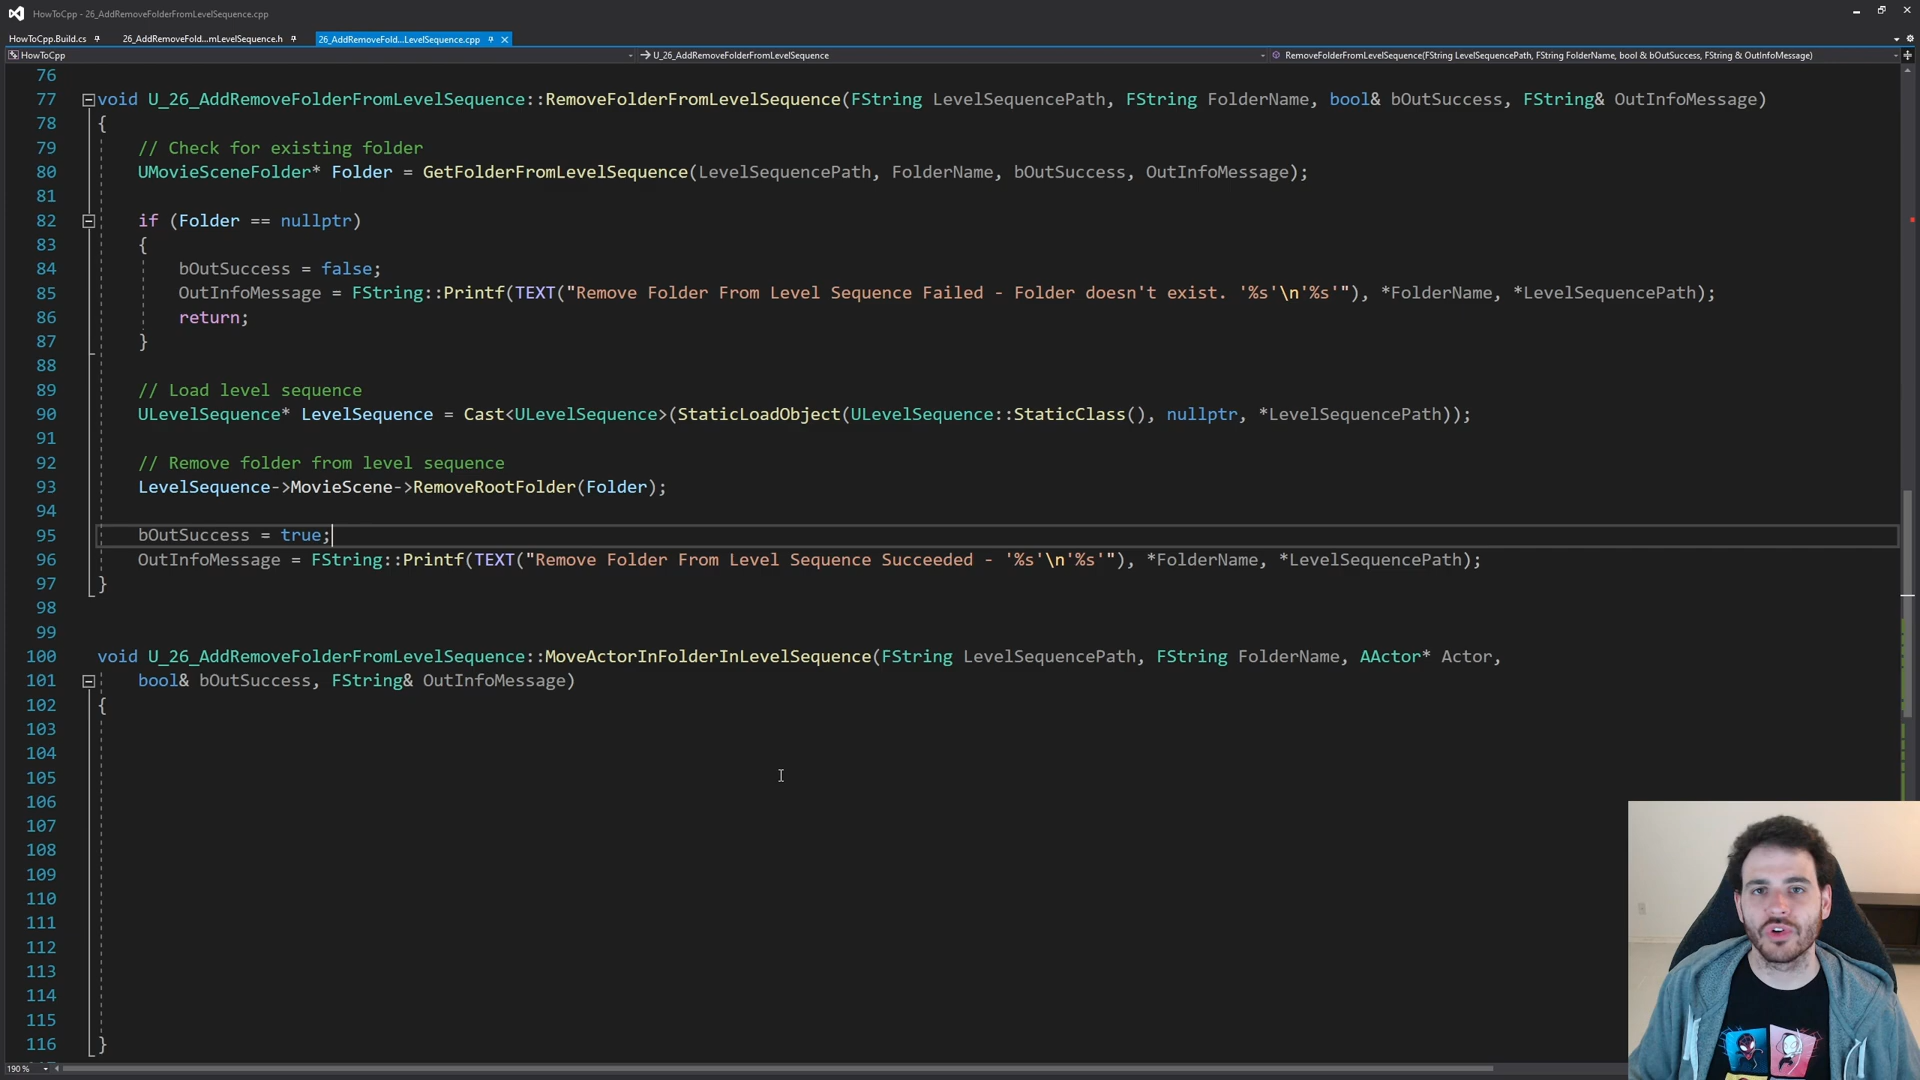 HowToCpp - 26_AddRemoveFolderFromLevelSequence.cpp
HowToCpp.Build.cs 26_AddRemoveFold...mLevelSequence.h 26_AddRemoveFold...LevelSequence.cpp
HowToCpp U_26_AddRemoveFolderFromLevelSequence RemoveFolderFromLevelSequence(FString LevelSequencePath, FString FolderName, bool & bOutSuccess, FString & OutInfoMessage)
76
77 void U_26_AddRemoveFolderFromLevelSequence::RemoveFolderFromLevelSequence(FString LevelSequencePath, FString FolderName, bool& bOutSuccess, FString& OutInfoMessage)
78 {
79 // Check for existing folder
80 UMovieSceneFolder* Folder = GetFolderFromLevelSequence(LevelSequencePath, FolderName, bOutSuccess, OutInfoMessage);
81
82 if (Folder == nullptr)
83 {
84 bOutSuccess = false;
85 OutInfoMessage = FString::Printf(TEXT("Remove Folder From Level Sequence Failed - Folder doesn't exist. '%s'\n'%s'"), *FolderName, *LevelSequencePath);
86 return;
87 }
88
89 // Load level sequence
90 ULevelSequence* LevelSequence = Cast<ULevelSequence>(StaticLoadObject(ULevelSequence::StaticClass(), nullptr, *LevelSequencePath));
91
92 // Remove folder from level sequence
93 LevelSequence->MovieScene->RemoveRootFolder(Folder);
94
95 bOutSuccess = true;
96 OutInfoMessage = FString::Printf(TEXT("Remove Folder From Level Sequence Succeeded - '%s'\n'%s'"), *FolderName, *LevelSequencePath);
97 }
98
99
100 void U_26_AddRemoveFolderFromLevelSequence::MoveActorInFolderInLevelSequence(FString LevelSequencePath, FString FolderName, AActor* Actor,
101 bool& bOutSuccess, FString& OutInfoMessage)
102 {
103
104
105
106
107
108
109
110
111
112
113
114
115
116 }
190 %